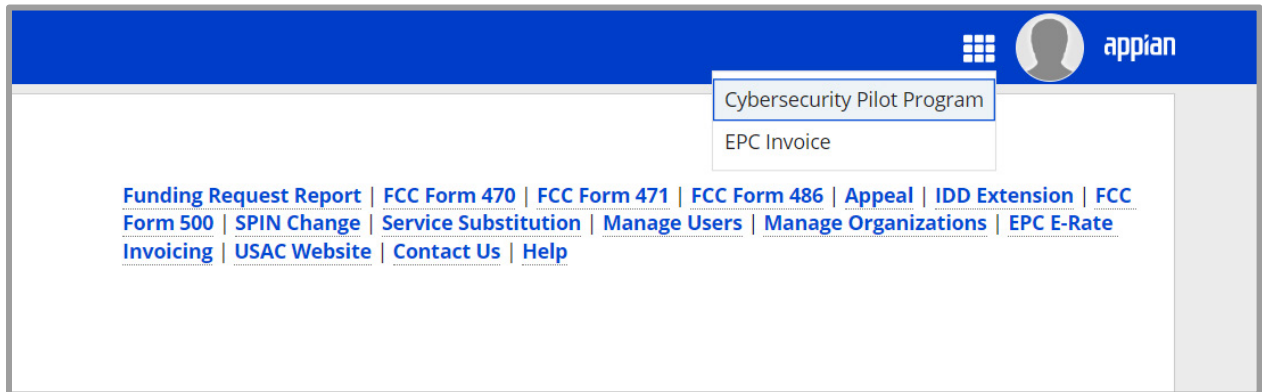 appian
Cybersecurity Pilot Program
EPC Invoice
Funding Request Report | FCC Form 470 | FCC Form 471 | FCC Form 486 | Appeal | IDD Extension | FCC
Form 500 | SPIN Change | Service Substitution | Manage Users | Manage Organizations | EPC E-Rate
Invoicing | USAC Website | Contact Us | Help